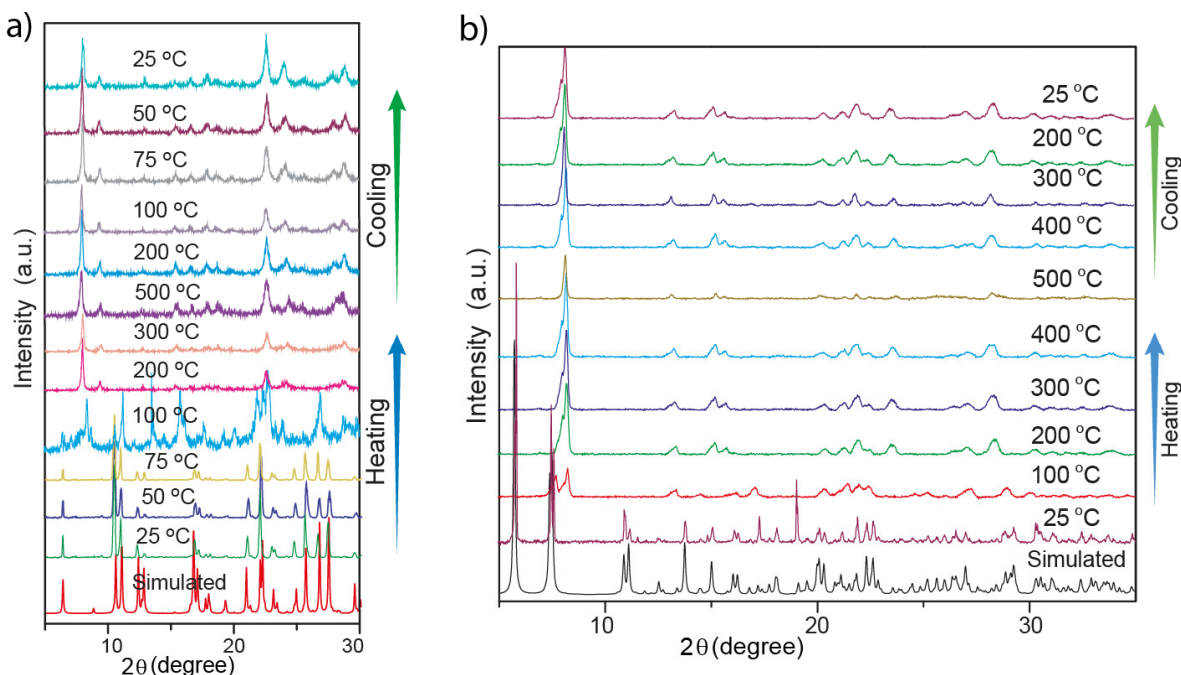 a)
25 ºC
50 ºC
75 ºC
100 ºC
200 ºC
500 ºC
300 ºC
200 ºC
100 ºC
75 ºC
50 ºC
25 ºC
Simulated
Cooling
Heating
Intensity (a.u.)
10
20
30
2θ (degree)
b)
25 °C
200 °C
300 °C
400 °C
500 °C
400 °C
300 °C
200 °C
100 °C
25 °C
Simulated
Cooling
Heating
Intensity (a.u.)
10
20
30
2θ (degree)